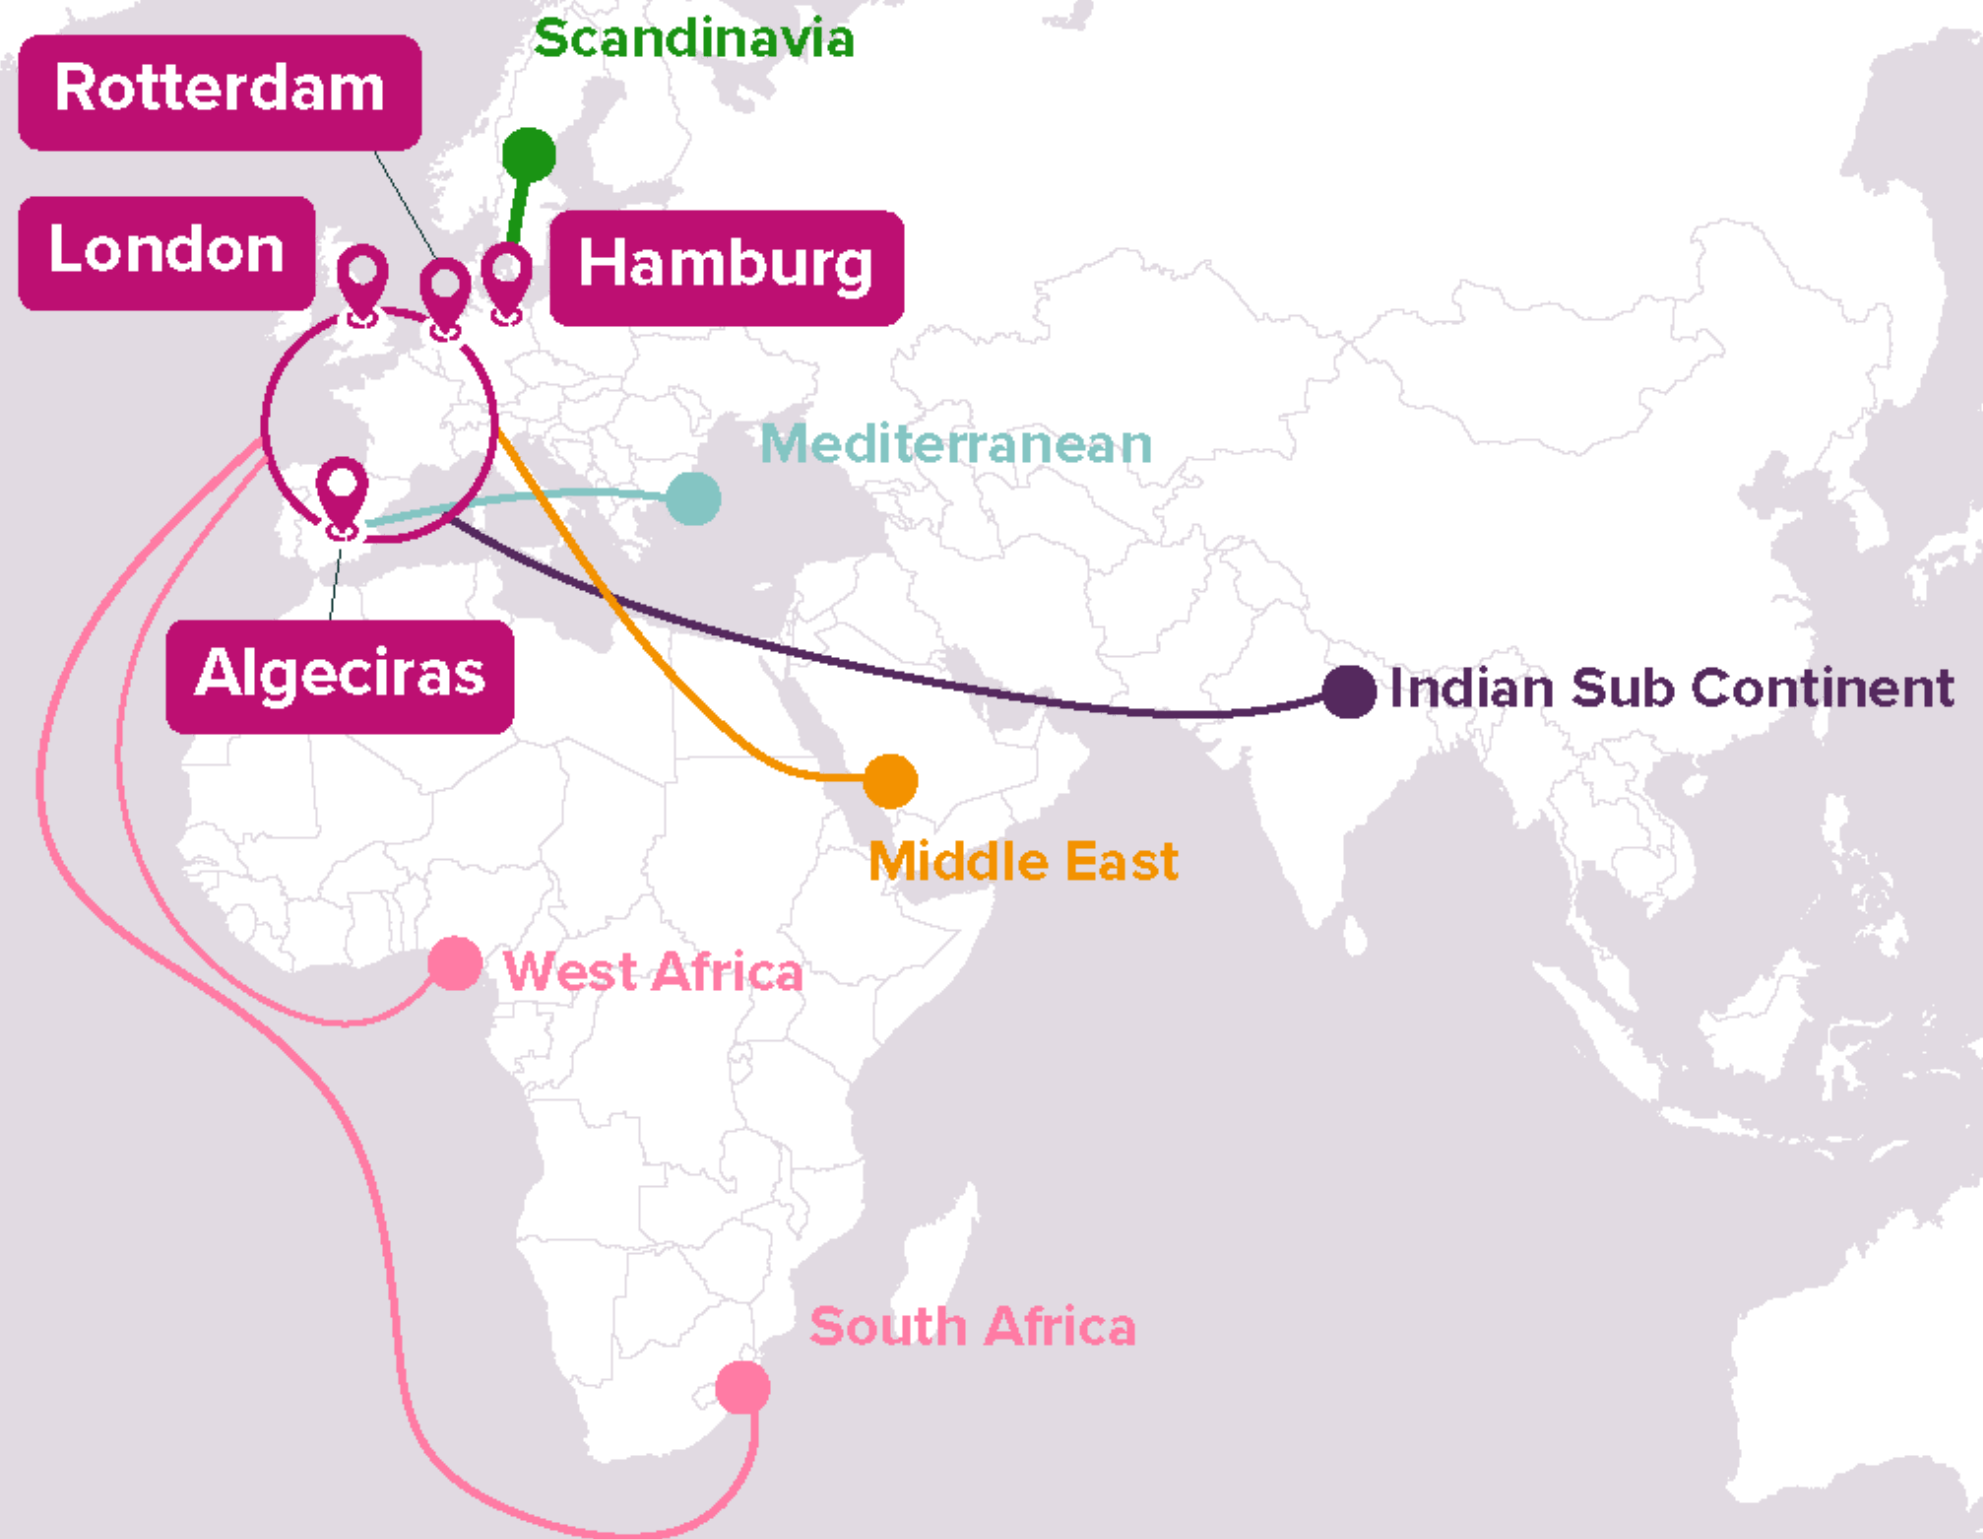 Scandinavia
Rotterdam
London
Hamburg
Mediterranean
Algeciras
Indian Sub Continent
Middle East
West Africa
South Africa